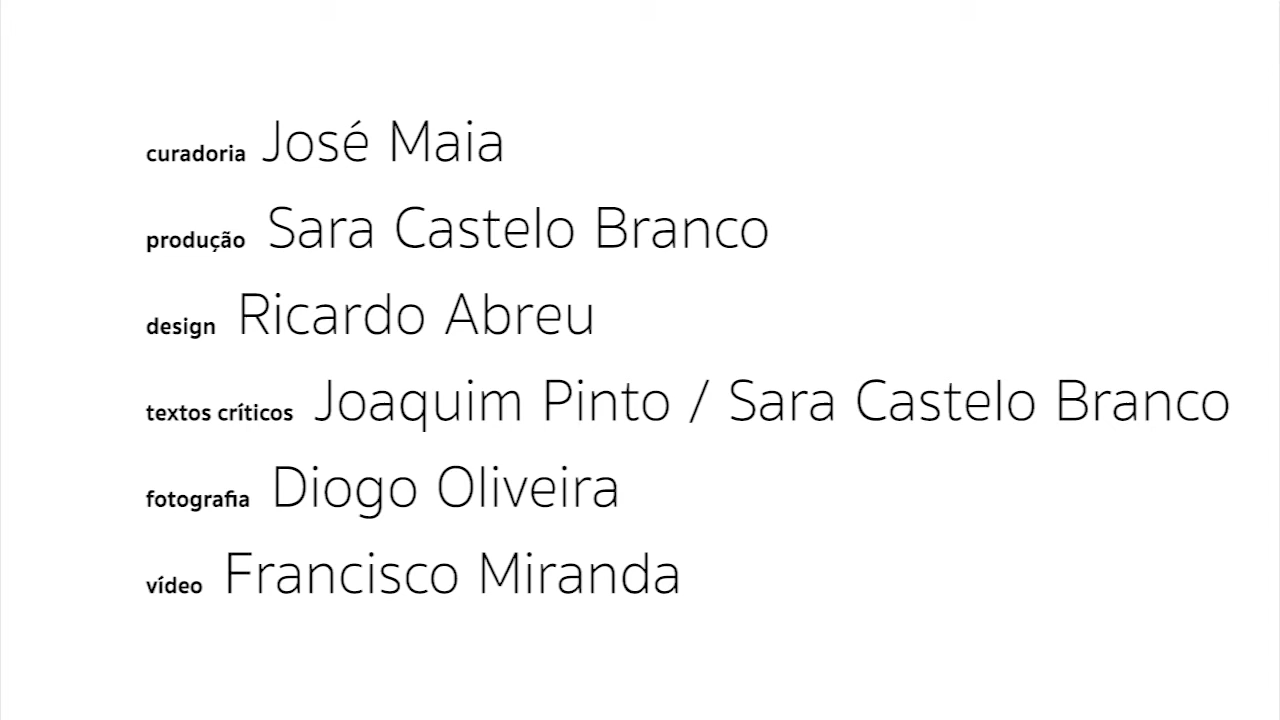 curadoria José Maia
produção Sara Castelo Branco
design Ricardo Abreu
textos críticos Joaquim Pinto / Sara Castelo Branco
fotografia Diogo Oliveira
vídeo Francisco Miranda